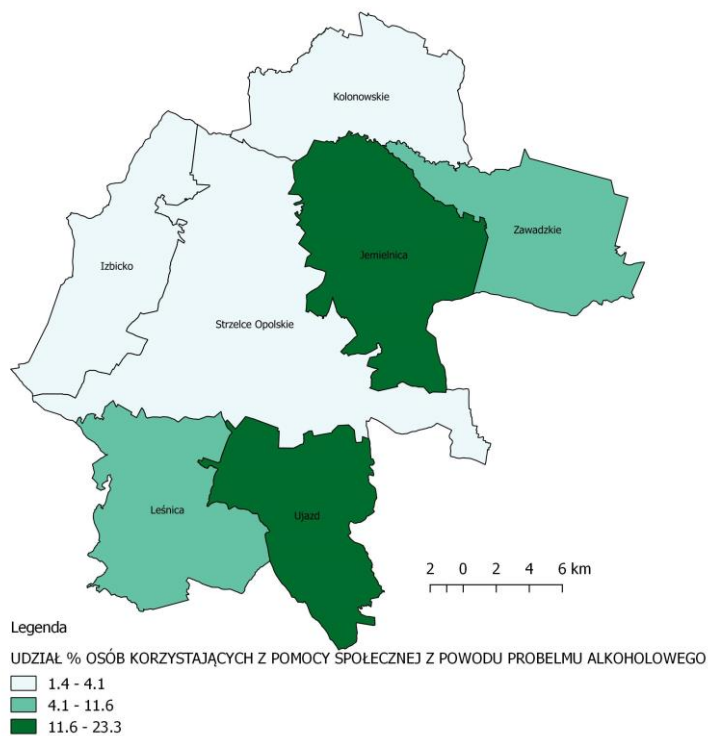 Kolonowskie
Zawadzkie
Jemielnica
Izbicko
Strzelce Opolskie
Leśnica
Ujazd
2 0 2 4 6 km
Legenda
UDZIAŁ % OSÓB KORZYSTAJĄCYCH Z POMOCY SPOŁECZNEJ Z POWODU PROBELMU ALKOHOLOWEGO
1.4 - 4.1
4.1 - 11.6
11.6 - 23.3